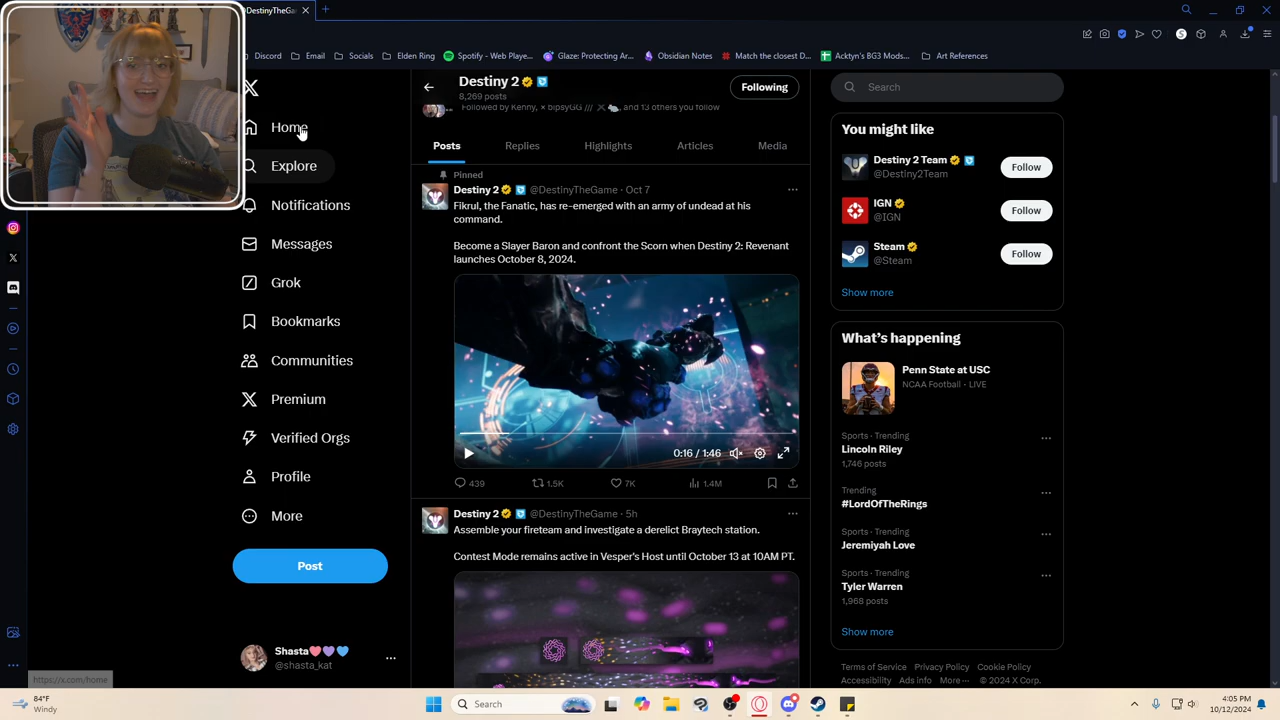 DestinyTheGa
Discord
Email
Socials
Elden Ring
Spotify - Web Playe...
Glaze: Protecting Ar...
Obsidian Notes
Match the closest D...
Acktyn's BG3 Mods...
Art References
Home
Explore
Notifications
Messages
Grok
Bookmarks
Communities
Premium
Verified Orgs
Profile
More
Post
Shasta
@shasta_kat
https://x.com/home
Destiny 2
8,269 posts
Following
Followed by Kenny, × bipsyGG /// and 13 others you follow
Posts
Replies
Highlights
Articles
Media
Pinned
Destiny 2 @DestinyTheGame · Oct 7
Fikrul, the Fanatic, has re-emerged with an army of undead at his
command.
Become a Slayer Baron and confront the Scorn when Destiny 2: Revenant
launches October 8, 2024.
0:16 / 1:46
439
1.5K
7K
1.4M
Destiny 2 @DestinyTheGame · 5h
Assemble your fireteam and investigate a derelict Braytech station.
Contest Mode remains active in Vesper's Host until October 13 at 10AM PT.
Search
You might like
Destiny 2 Team
@Destiny2Team
Follow
IGN
@IGN
Follow
Steam
@Steam
Follow
Show more
What's happening
Penn State at USC
NCAA Football · LIVE
Sports · Trending
Lincoln Riley
1,746 posts
Trending
#LordOfTheRings
Sports · Trending
Jeremiah Love
Sports · Trending
Tyler Warren
1,968 posts
Show more
Terms of Service Privacy Policy Cookie Policy
Accessibility Ads info More ··· © 2024 X Corp.
84°F
Windy
Search
4:05 PM
10/12/2024